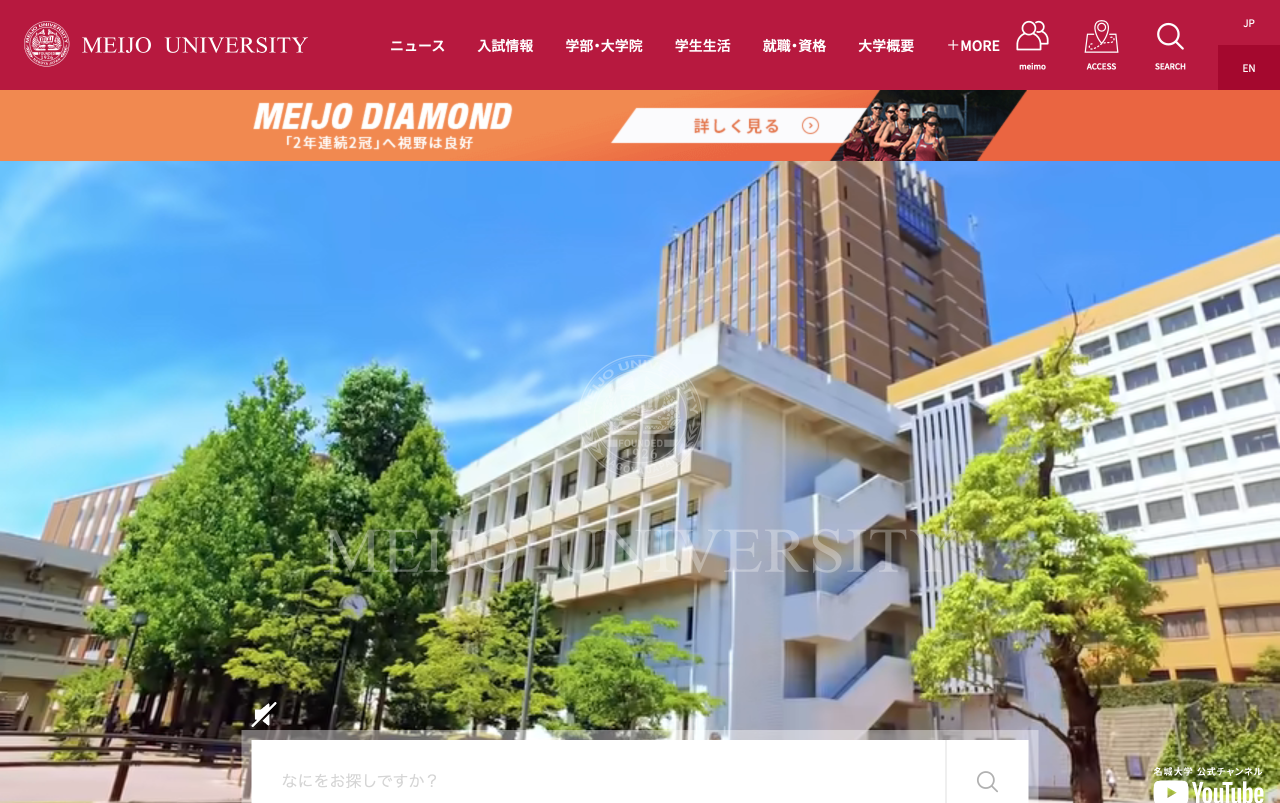 MEIJO UNIVERSITY
ニュース
入試情報
学部・大学院
学生生活
就職・資格
大学概要
＋MORE
meimo
ACCESS
SEARCH
JP
EN
MEIJO DIAMOND
「2年連続2冠」へ視野は良好
詳しく見る
FOUNDED
1926
MEIJO UNIVERSITY
なにをお探しですか？
名城大学 公式チャンネル
YouTube